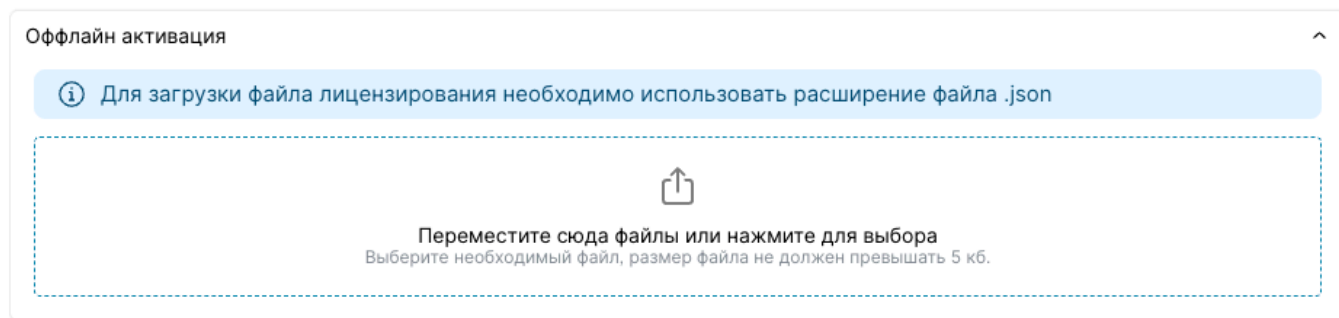 Оффлайн активация
Для загрузки файла лицензирования необходимо использовать расширение файла .json
Переместите сюда файлы или нажмите для выбора
Выберите необходимый файл, размер файла не должен превышать 5 кб.